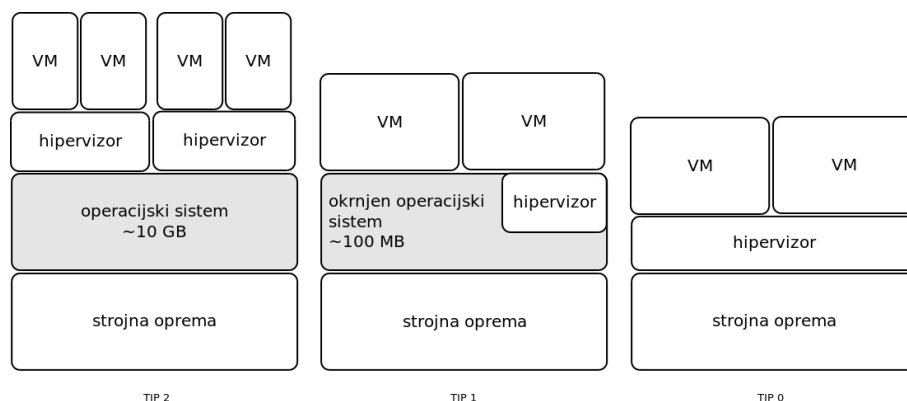 VM
VM
VM
VM
hipervizor
hipervizor
operacijski sistem
~10 GB
strojna oprema
TIP 2
VM
VM
okrnjen operacijski
sistem
~100 MB
hipervizor
strojna oprema
TIP 1
VM
VM
hipervizor
strojna oprema
TIP 0